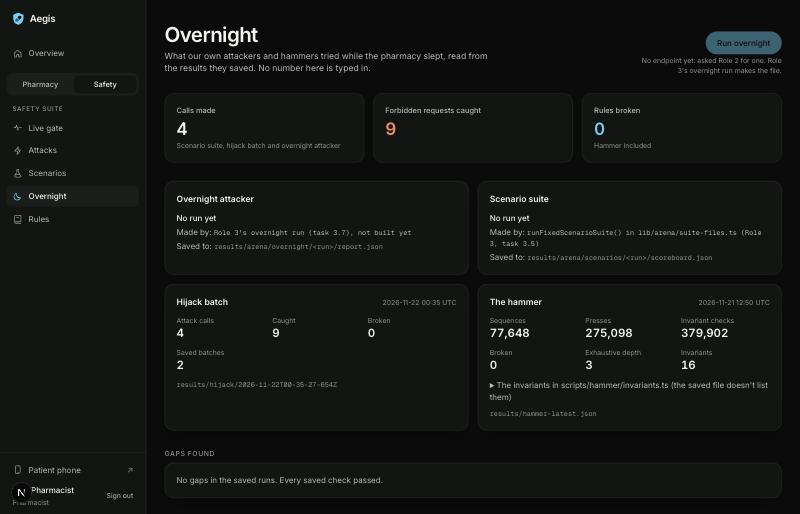 Aegis
Overview
Pharmacy
Safety
SAFETY SUITE
Live gate
Attacks
Scenarios
Overnight
Rules
Patient phone
N
Pharmacist
Pharmacist
Sign out
Overnight
What our own attackers and hammers tried while the pharmacy slept, read from
the results they saved. No number here is typed in.
Run overnight
No endpoint yet: asked Role 2 for one. Role
3's overnight run makes the file.
Calls made
4
Scenario suite, hijack batch and overnight attacker
Forbidden requests caught
9
Rules broken
0
Hammer included
Overnight attacker
No run yet
Made by: Role 3's overnight run (task 3.7), not built yet
Saved to: results/arena/overnight/<run>/report.json
Scenario suite
No run yet
Made by: runFixedScenarioSuite() in lib/arena/suite-files.ts (Role
3, task 3.5)
Saved to: results/arena/scenarios/<run>/scoreboard.json
Hijack batch
2026-11-22 00:35 UTC
Attack calls
Caught
Broken
4
9
0
Saved batches
2
results/hijack/2026-11-22T00-35-27-654Z
The hammer
2026-11-21 12:50 UTC
Sequences
Presses
Invariant checks
77,648
275,098
379,902
Broken
Exhaustive depth
Invariants
0
3
16
The invariants in scripts/hammer/invariants.ts (the saved file doesn't list
them)
results/hammer-latest.json
GAPS FOUND
No gaps in the saved runs. Every saved check passed.